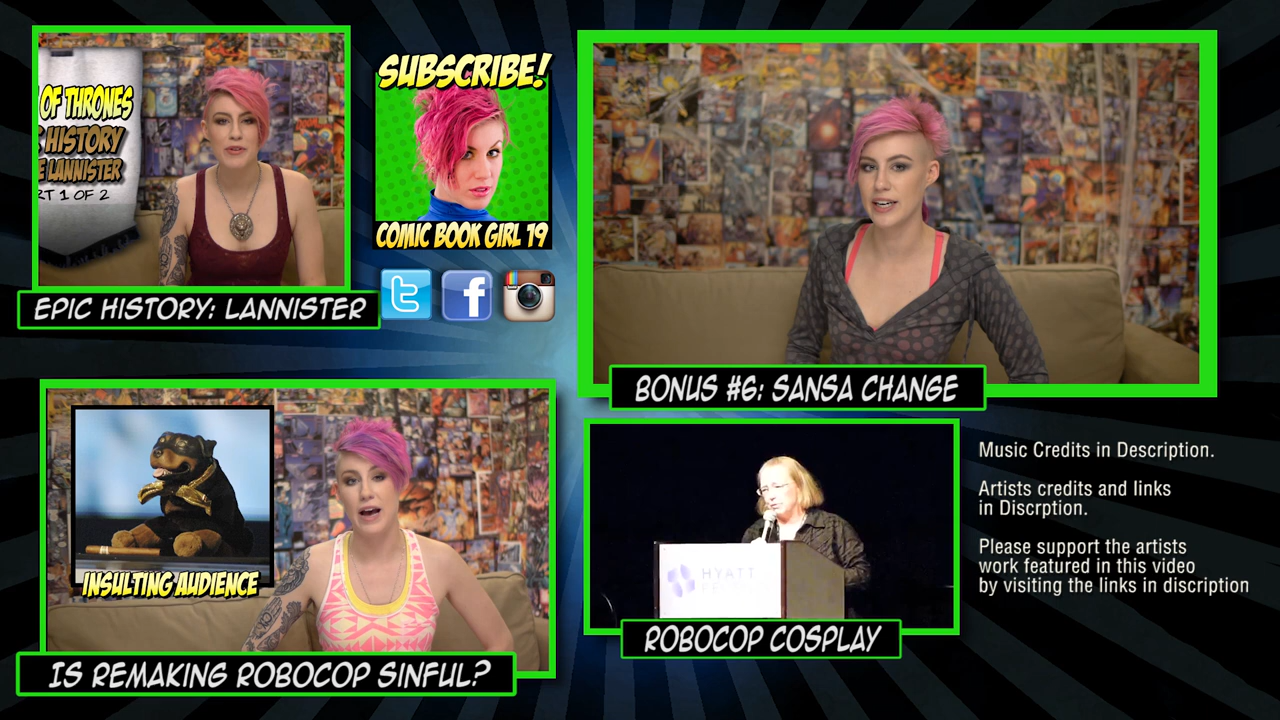 OF THRONES
HISTORY
LANNISTER
RT 1 OF 2
EPIC HISTORY: LANNISTER
SUBSCRIBE!
COMIC BOOK GIRL 19
BONUS #6: SANSA CHANGE
INSULTING AUDIENCE
IS REMAKING ROBOCOP SINFUL?
HYATT
ROBOCOP COSPLAY
Music Credits in Description.
Artists credits and links
in Discrption.
Please support the artists
work featured in this video
by visiting the links in discription